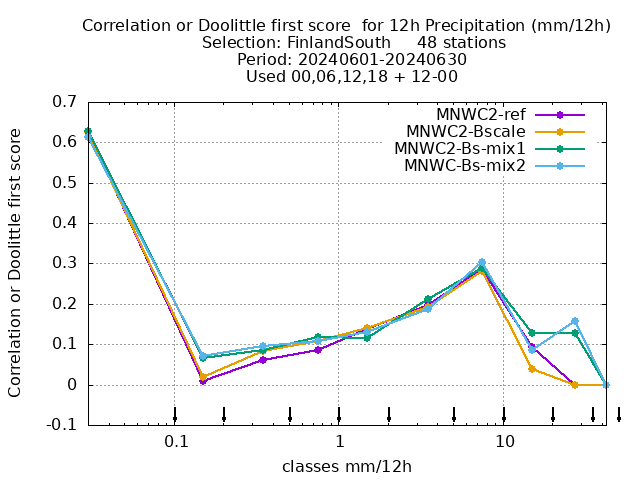 Correlation or Doolittle first score  for 12h Precipitation (mm/12h)
Selection: FinlandSouth     48 stations
Period: 20240601-20240630
Used 00,06,12,18 + 12-00
MNWC2-ref
MNWC2-Bscale
MNWC2-Bs-mix1
MNWC-Bs-mix2
Correlation or Doolittle first score
0.7
0.6
0.5
0.4
0.3
0.2
0.1
0
-0.1
0.1 1 10
classes mm/12h